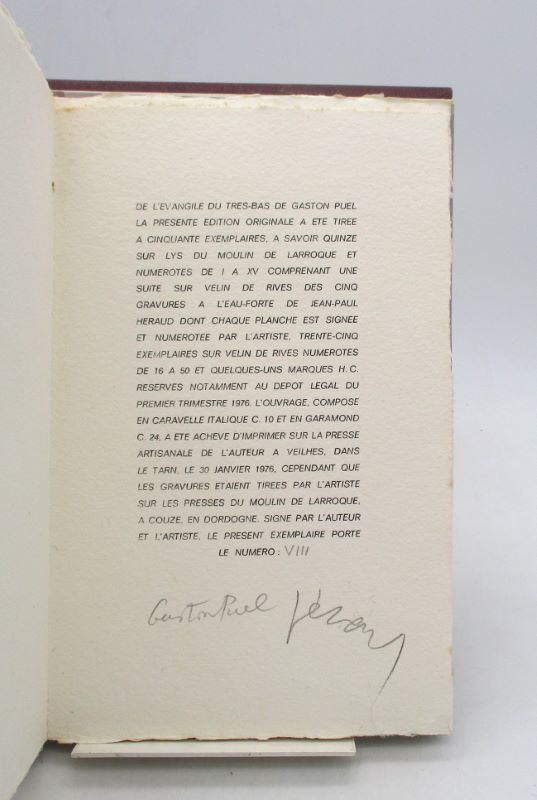 DE L'EVANGILE DU TRES-BAS DE GASTON PUEL
LA PRESENTE EDITION ORIGINALE A ETE TIREE
A CINQUANTE EXEMPLAIRES, A SAVOIR QUINZE
SUR LYS DU MOULIN DE LARROQUE ET
NUMEROTES DE I A XV COMPRENANT UNE
SUITE SUR VELIN DE RIVES DES CINQ
GRAVURES A L'EAU-FORTE DE JEAN-PAUL
HERAUD DONT CHAQUE PLANCHE EST SIGNEE
ET NUMEROTEE PAR L'ARTISTE, TRENTE-CINQ
EXEMPLAIRES SUR VELIN DE RIVES NUMEROTES
DE 16 A 50 ET QUELQUES-UNS MARQUES H.C.
RESERVES NOTAMMENT AU DEPOT LEGAL DU
PREMIER TRIMESTRE 1976. L'OUVRAGE, COMPOSE
EN CARAVELLE ITALIQUE C. 10 ET EN GARAMOND
C. 24, A ETE ACHEVE D'IMPRIMER SUR LA PRESSE
ARTISANALE DE L'AUTEUR A VEILHES, DANS
LE TARN, LE 30 JANVIER 1976, CEPENDANT QUE
LES GRAVURES ETAIENT TIREES PAR L'ARTISTE
SUR LES PRESSES DU MOULIN DE LARROQUE,
A COUZE, EN DORDOGNE. SIGNE PAR L'AUTEUR
ET L'ARTISTE, LE PRESENT EXEMPLAIRE PORTE
LE NUMERO : VIII
Gaston Puel